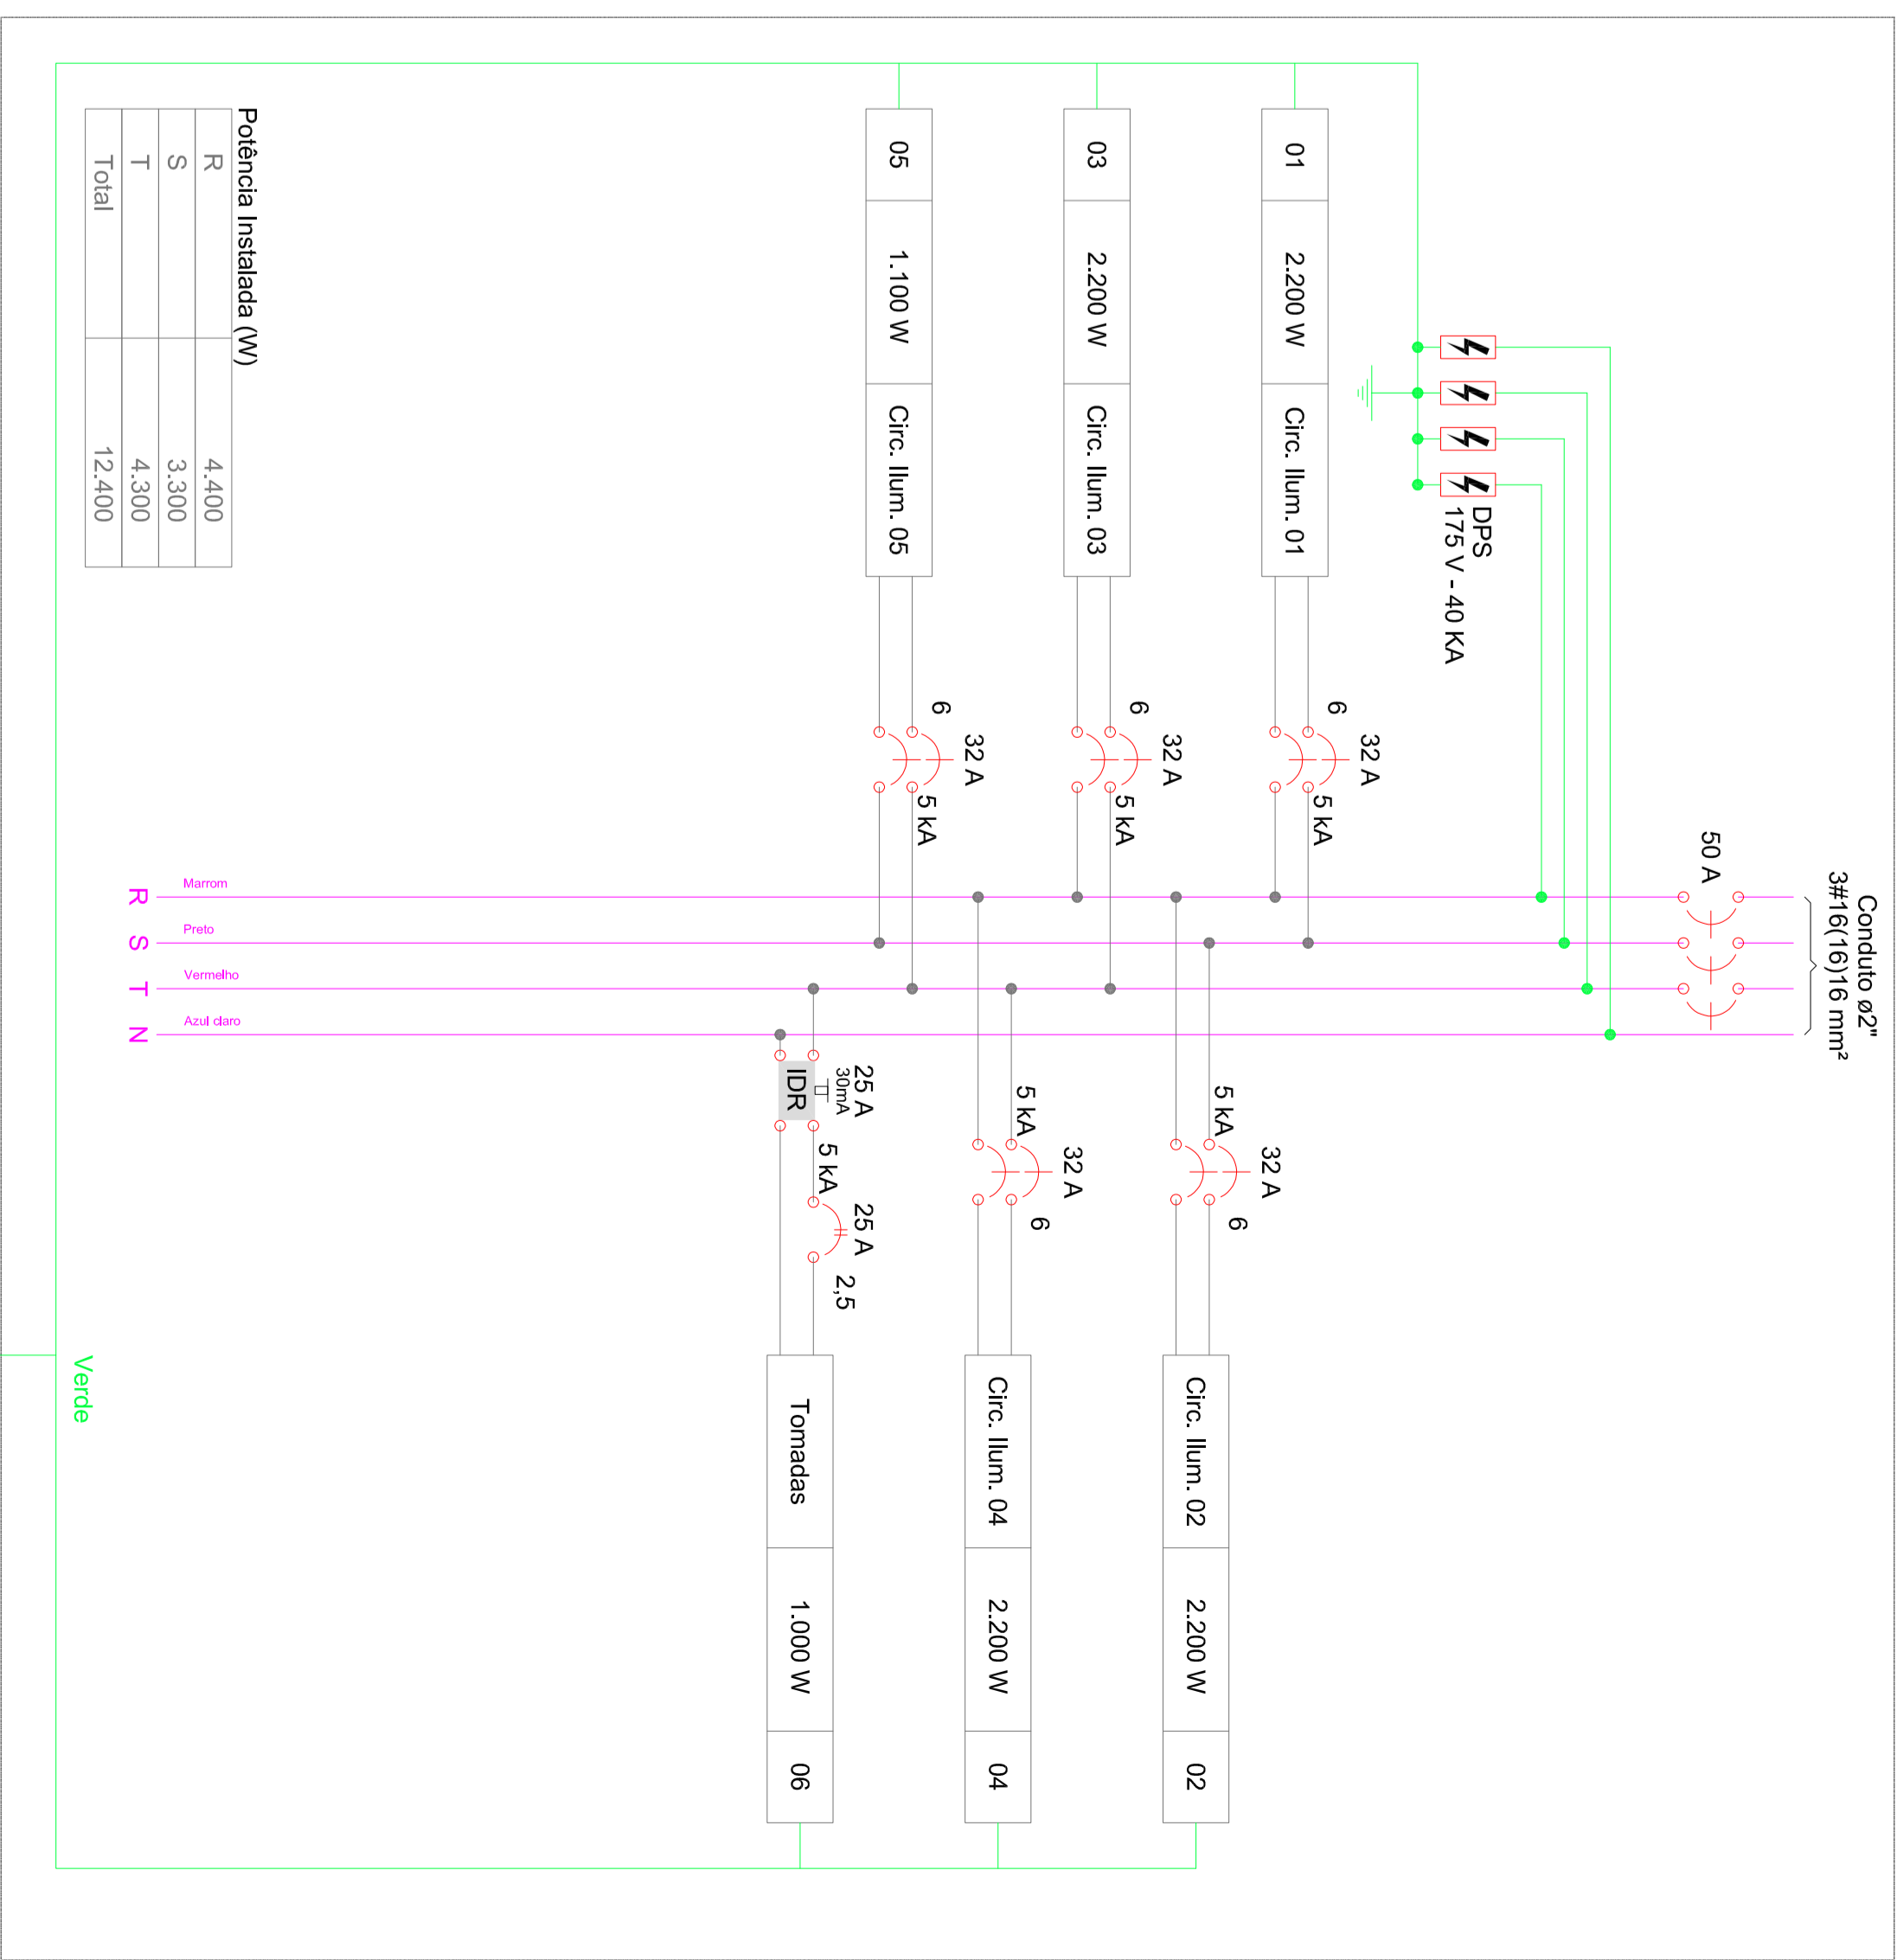 Conduto ø2"
3#16(16)16 mm²
50 A
DPS
175 V - 40 KA
01
2.200 W
Circ. Ilum. 01
6
32 A
5 kA
5 kA
32 A
6
Circ. Ilum. 02
2.200 W
02
03
2.200 W
Circ. Ilum. 03
6
32 A
5 kA
5 kA
32 A
6
Circ. Ilum. 04
2.200 W
04
05
1.100 W
Circ. Ilum. 05
6
32 A
5 kA
25 A
30mA
IDR
5 kA
25 A
2,5
Tomadas
1.000 W
06
Potência Instalada (W)
R 4.400
S 3.300
T 4.300
Total 12.400
Marrom
Preto
Vermelho
Azul claro
R
S
T
N
Verde